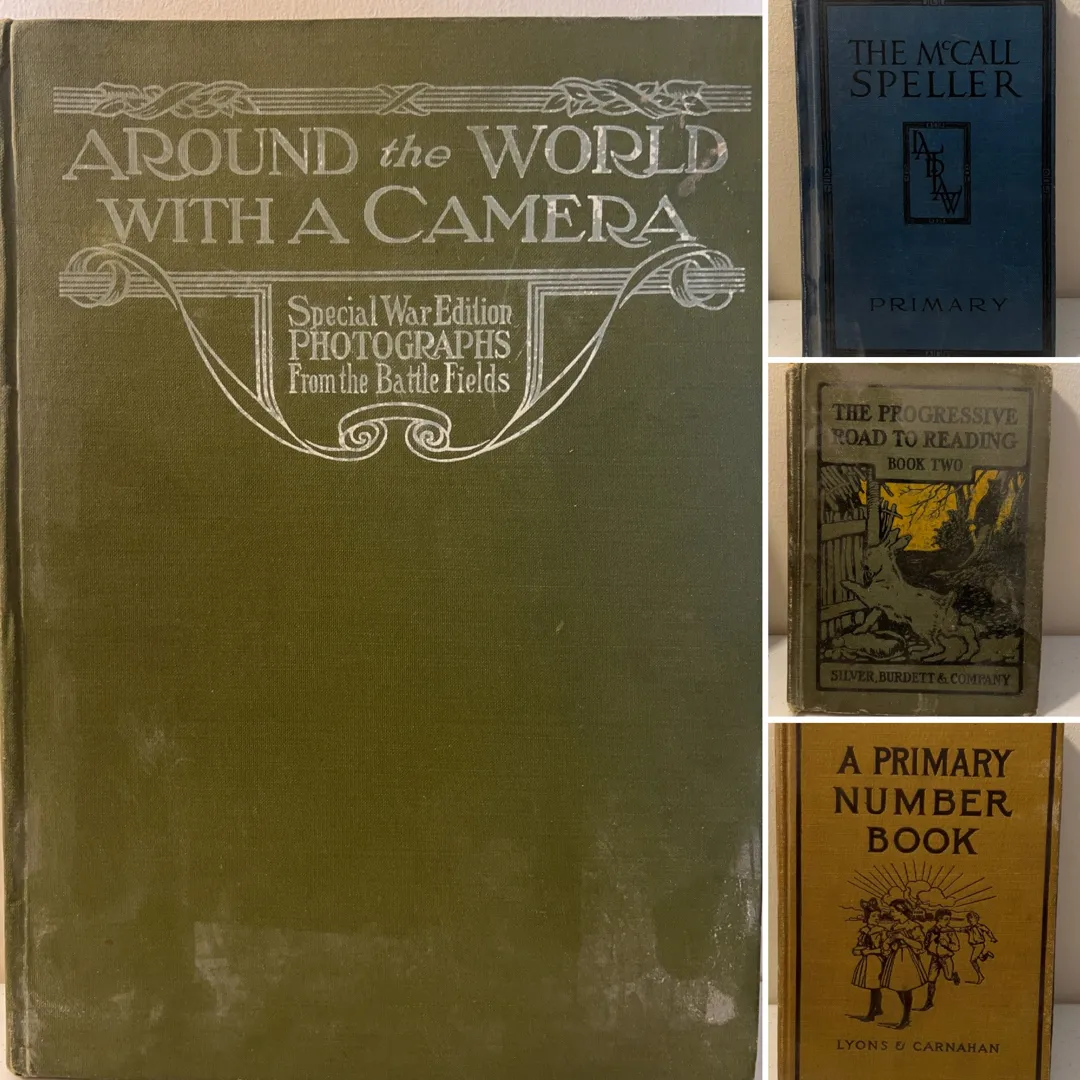 AROUND the WORLD
WITH A CAMERA
Special War Edition
PHOTOGRAPHS
From the Battle Fields
THE McCALL
SPELLER
PRIMARY
THE PROGRESSIVE
ROAD TO READING
BOOK TWO
SILVER, BURDETT & COMPANY
A PRIMARY
NUMBER
BOOK
LYONS & CARNAHAN